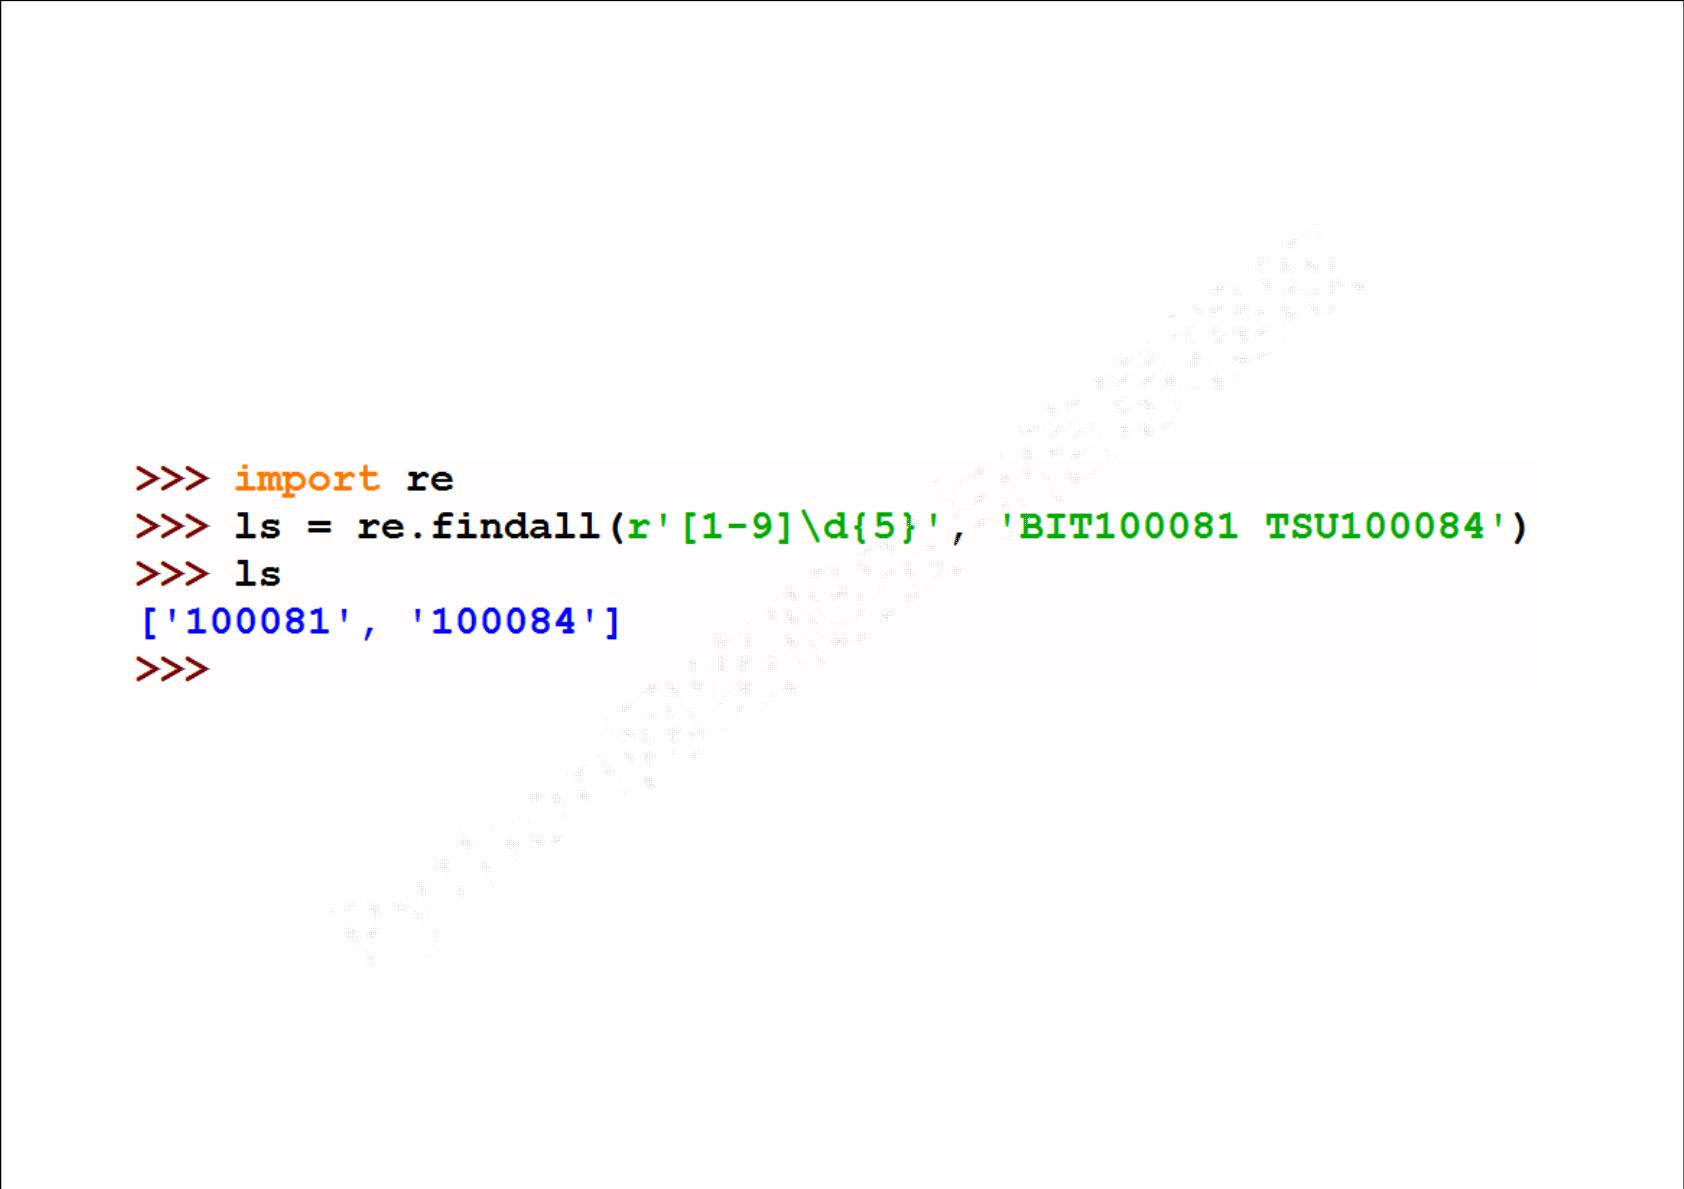 >>> import re
>>> ls = re.findall(r'[1-9]\d{5}', 'BIT100081 TSU100084')
>>> ls
['100081', '100084']
>>>